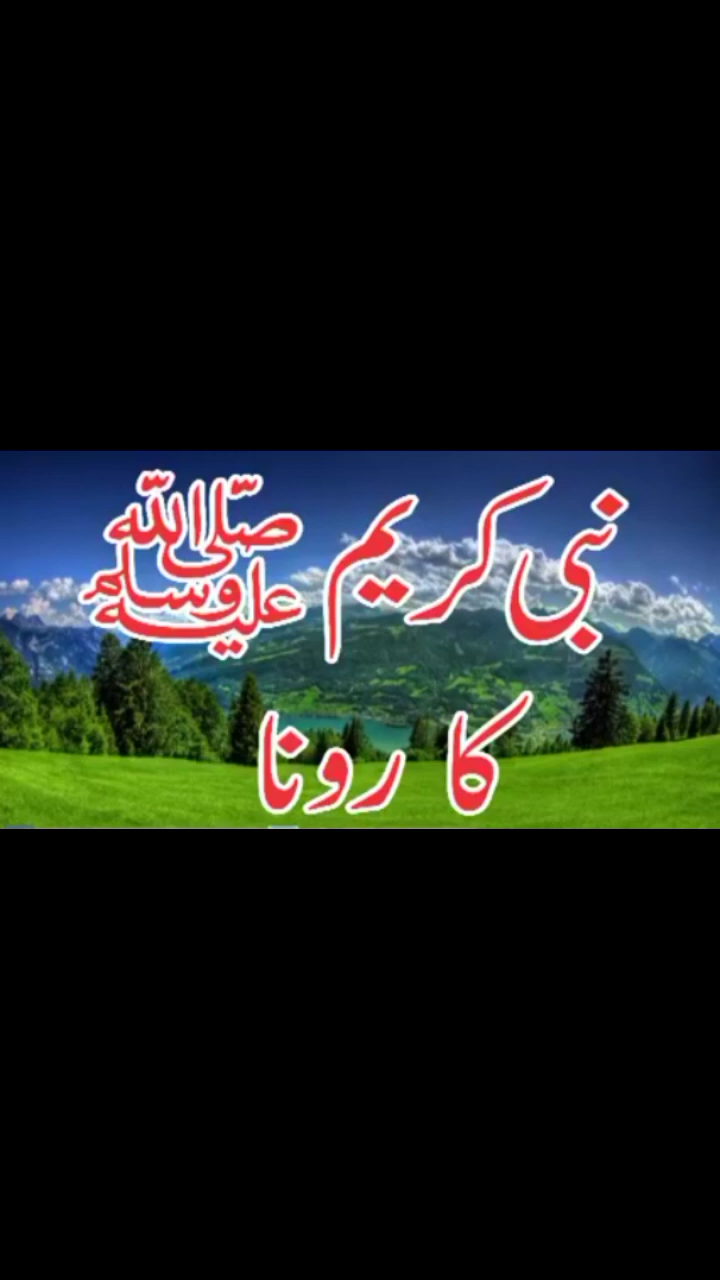 نبی کریم صلی اللہ علیہ وسلم
کا رونا